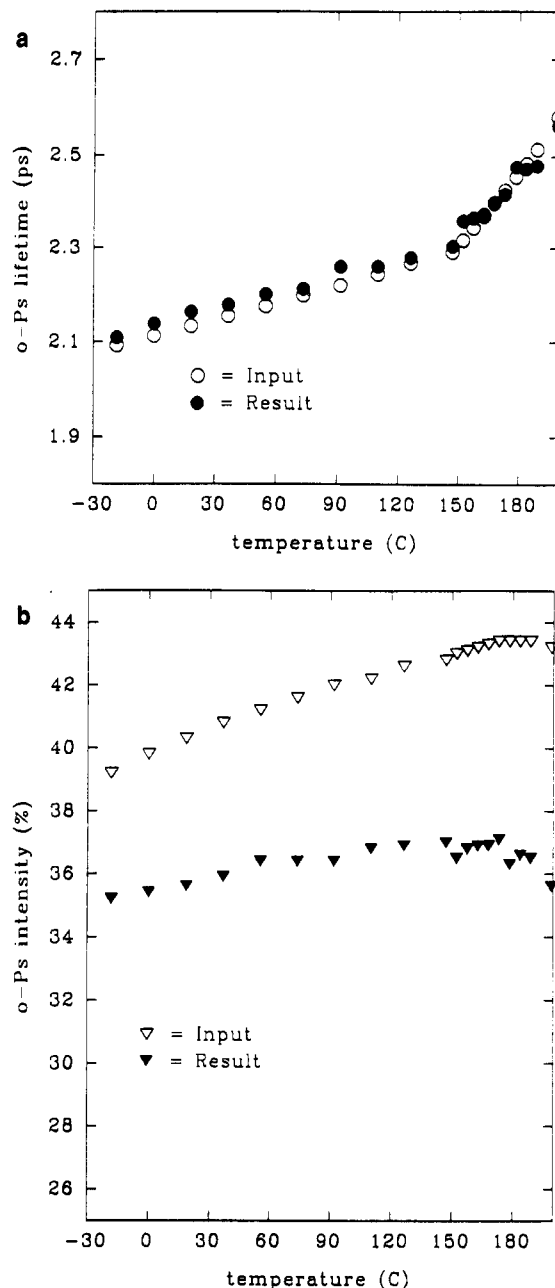 a
2.7
2.5
2.3
2.1
1.9
o-Ps lifetime (ps)
○ = Input
● = Result
-30 0 30 60 90 120 150 180
temperature (C)
b
44
42
40
38
36
34
32
30
28
26
o-Ps intensity (%)
▽ = Input
▼ = Result
-30 0 30 60 90 120 150 180
temperature (C)